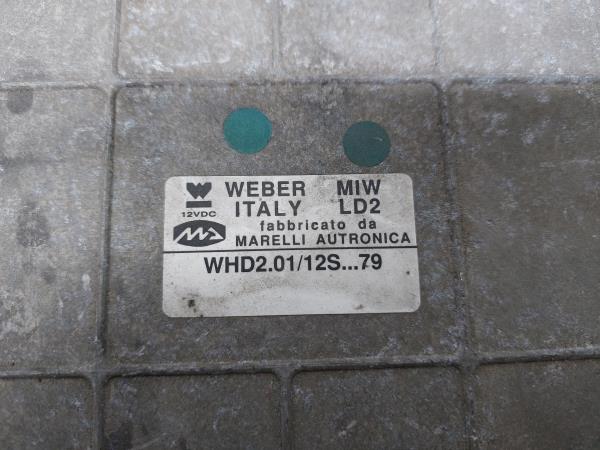 WEBER MIW
12VDC ITALY LD2
fabbricato da
MARELLI AUTRONICA
WHD2.01/12S...79